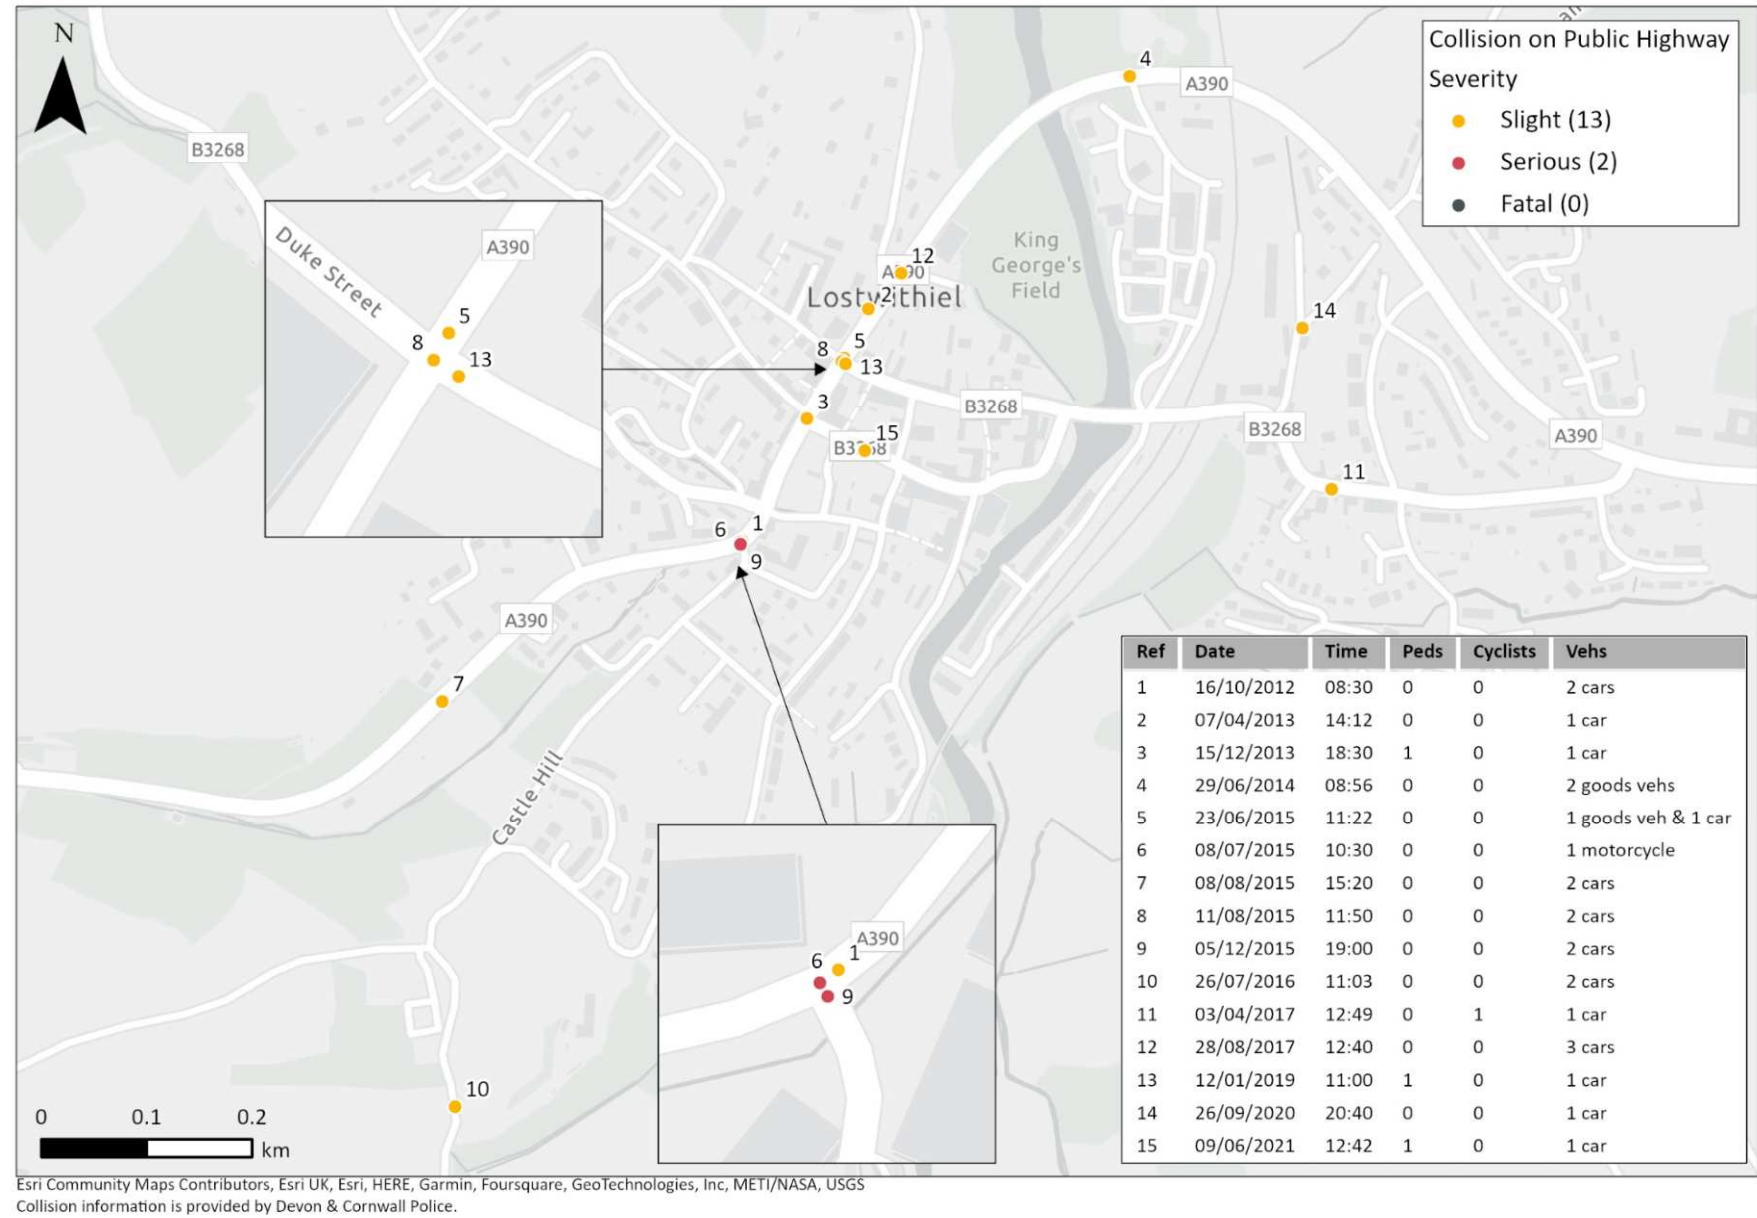 N
4
Collision on Public Highway
Severity
Slight (13)
Serious (2)
Fatal (0)
A390
B3268
Duke Street
A390
5
8
13
King
George's
Field
12
A390
2
Lostwithiel
14
5
8
13
3
B3268
15
B3268
B3268
A390
11
1
6
9
A390
7
Castle Hill
A390
1
6
9
10
0 0.1 0.2
km
Ref Date Time Peds Cyclists Vehs
1 16/10/2012 08:30 0 0 2 cars
2 07/04/2013 14:12 0 0 1 car
3 15/12/2013 18:30 1 0 1 car
4 29/06/2014 08:56 0 0 2 goods vehs
5 23/06/2015 11:22 0 0 1 goods veh & 1 car
6 08/07/2015 10:30 0 0 1 motorcycle
7 08/08/2015 15:20 0 0 2 cars
8 11/08/2015 11:50 0 0 2 cars
9 05/12/2015 19:00 0 0 2 cars
10 26/07/2016 11:03 0 0 2 cars
11 03/04/2017 12:49 0 1 1 car
12 28/08/2017 12:40 0 0 3 cars
13 12/01/2019 11:00 1 0 1 car
14 26/09/2020 20:40 0 0 1 car
15 09/06/2021 12:42 1 0 1 car
Esri Community Maps Contributors, Esri UK, Esri, HERE, Garmin, Foursquare, GeoTechnologies, Inc, METI/NASA, USGS
Collision information is provided by Devon & Cornwall Police.